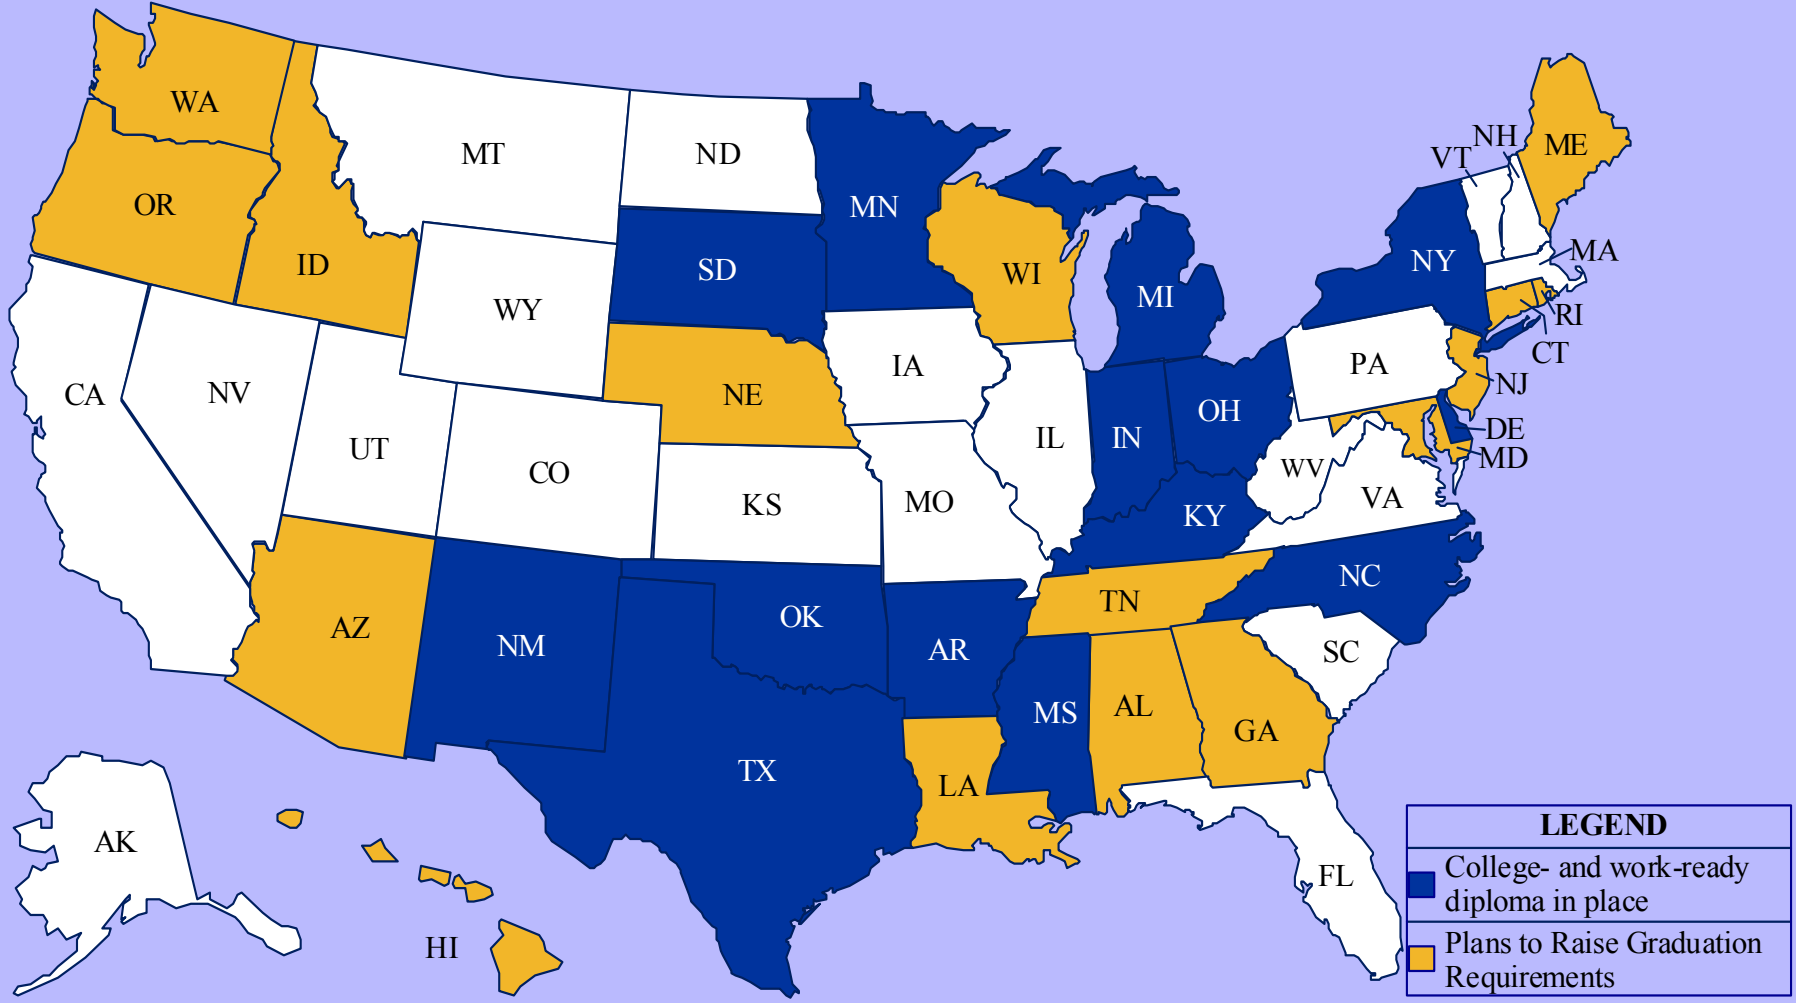 WA
MT
ND
MN
OR
ID
SD
WI
MI
NY
VT
NH
ME
MA
RI
CT
WY
IA
PA
NJ
CA
NV
NE
IL
IN
OH
DE
MD
UT
CO
KS
MO
WV
VA
KY
AZ
NM
OK
AR
TN
NC
SC
MS
AL
GA
TX
LA
AK
HI
FL
LEGEND
College- and work-ready
diploma in place
Plans to Raise Graduation
Requirements